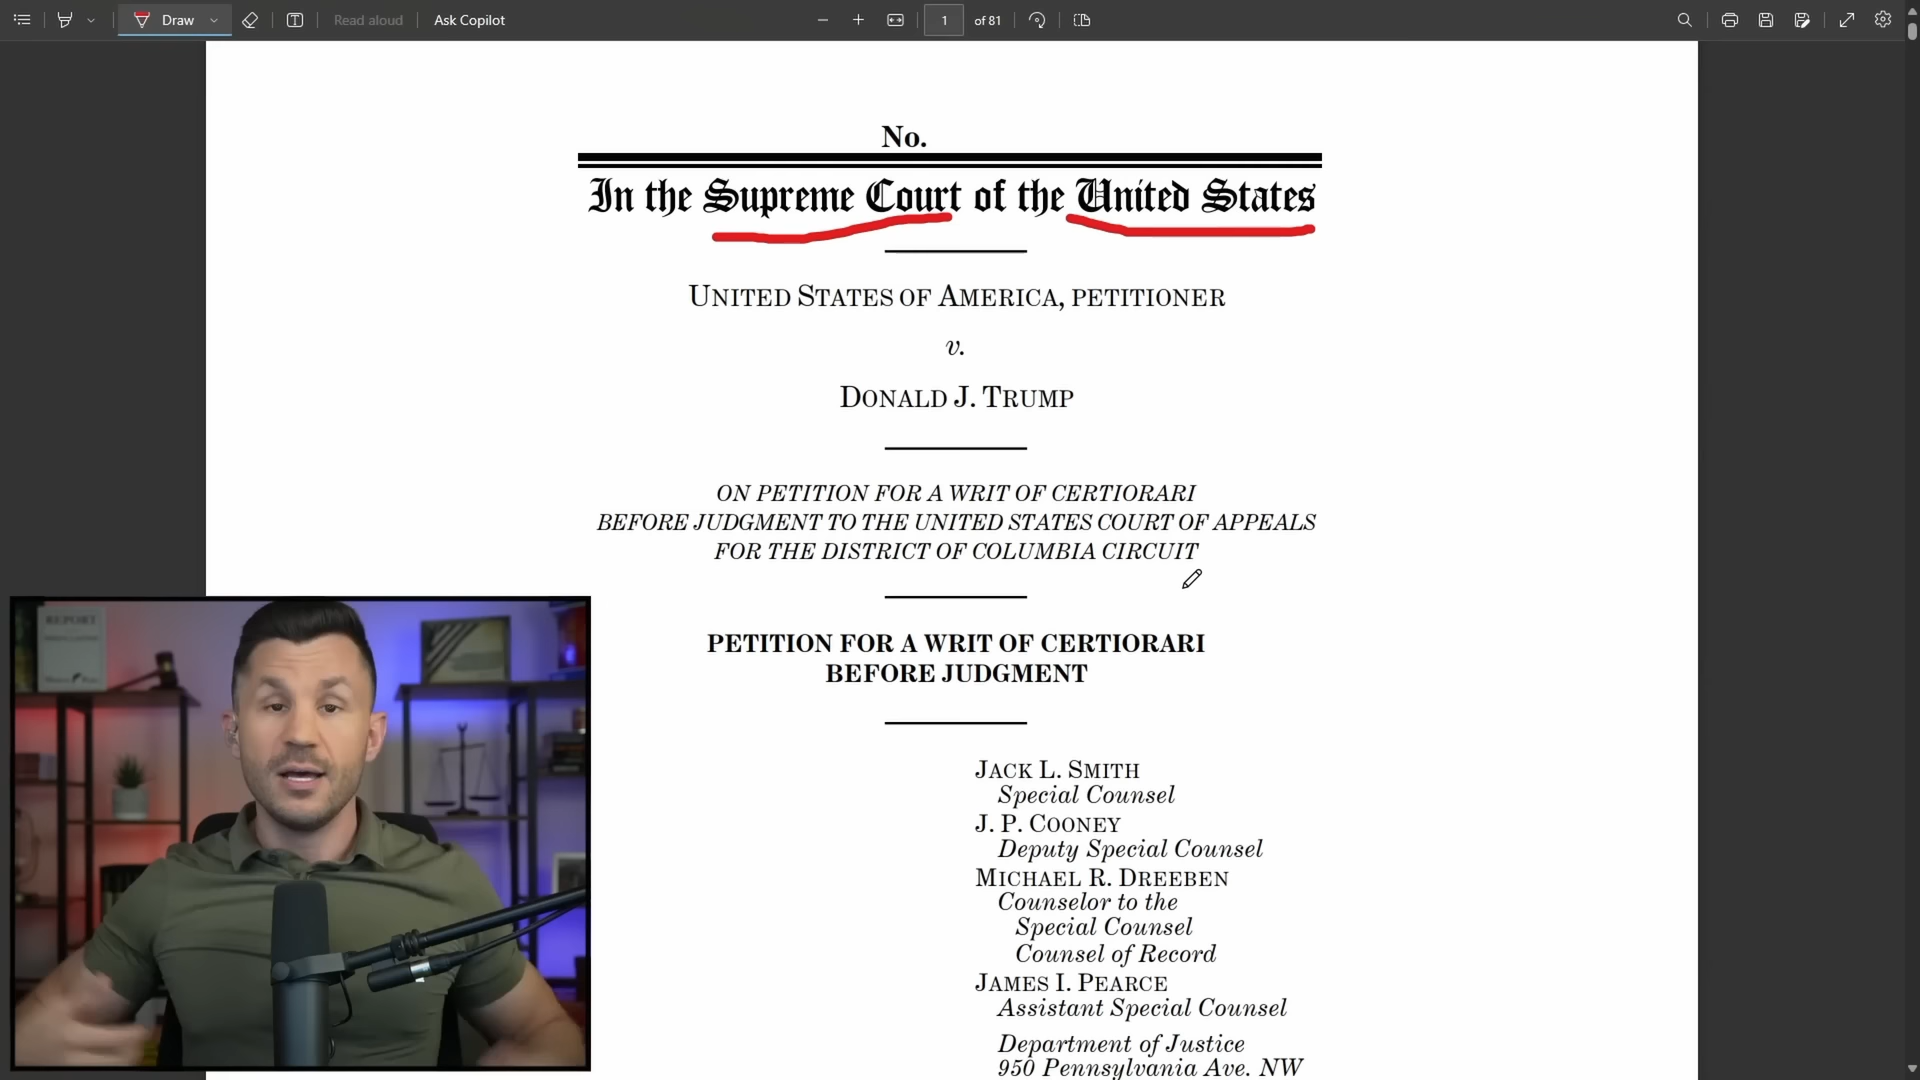 Draw
Read aloud
Ask Copilot
1
of 81
No.
In the Supreme Court of the United States
UNITED STATES OF AMERICA, PETITIONER
v.
DONALD J. TRUMP
ON PETITION FOR A WRIT OF CERTIORARI
BEFORE JUDGMENT TO THE UNITED STATES COURT OF APPEALS
FOR THE DISTRICT OF COLUMBIA CIRCUIT
PETITION FOR A WRIT OF CERTIORARI
BEFORE JUDGMENT
JACK L. SMITH
Special Counsel
J. P. COONEY
Deputy Special Counsel
MICHAEL R. DREEBEN
Counselor to the
Special Counsel
Counsel of Record
JAMES I. PEARCE
Assistant Special Counsel
Department of Justice
950 Pennsylvania Ave. NW
REPORT